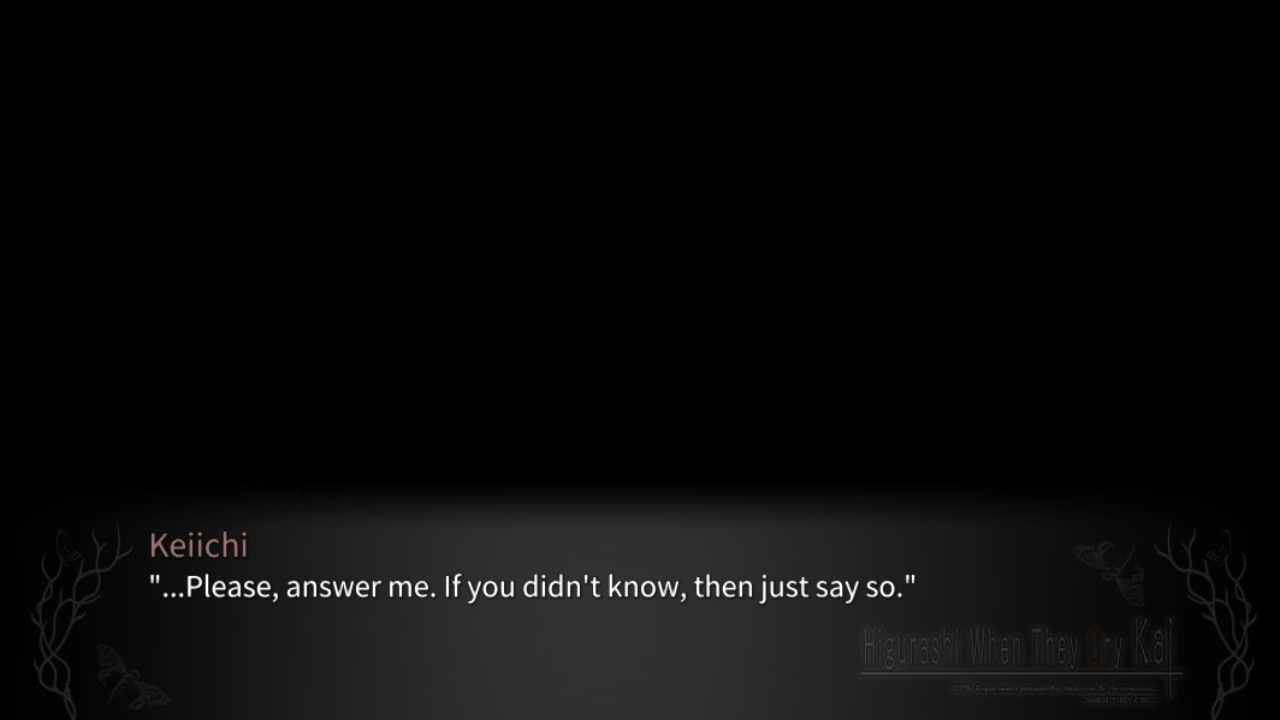 Keiichi
"...Please, answer me. If you didn't know, then just say so."
Higurashi When They Cry Kai